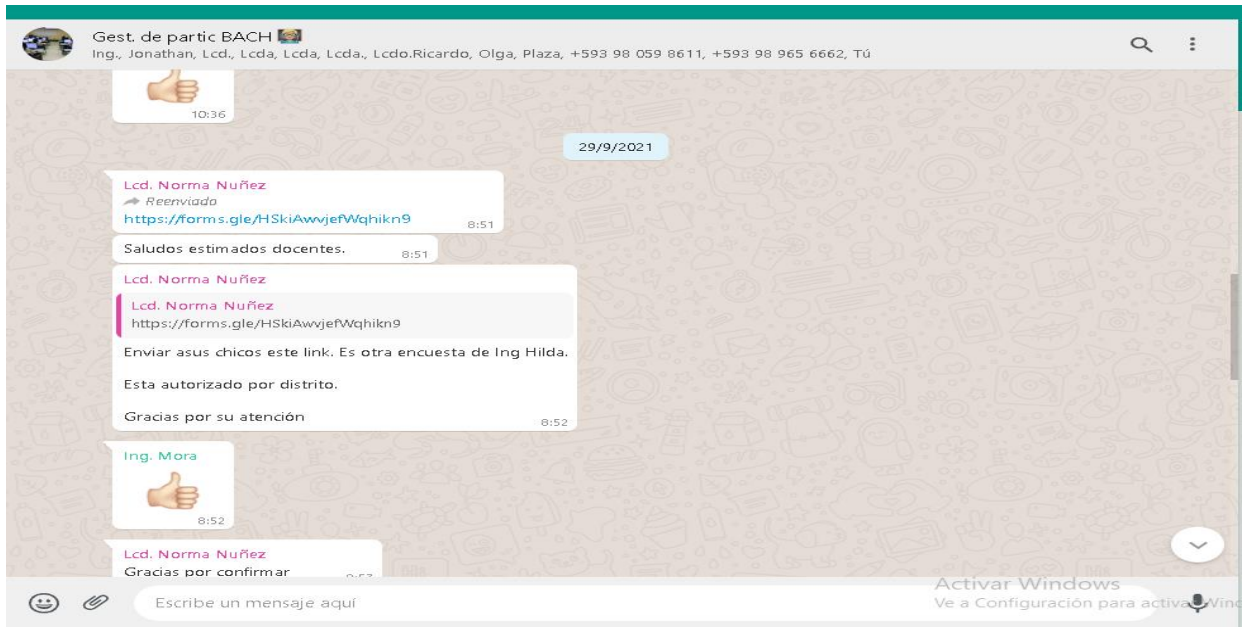 Gest. de partic BACH
Ing., Jonathan, Lcd., Lcda, Lcda, Lcda., Lcdo.Ricardo, Olga, Plaza, +593 98 059 8611, +593 98 965 6662, Tú
10:36
29/9/2021
Lcd. Norma Nuñez
Reenviado
https://forms.gle/HSkiAwvjefWqhikn9
8:51
Saludos estimados docentes.
8:51
Lcd. Norma Nuñez
Lcd. Norma Nuñez
https://forms.gle/HSkiAwvjefWqhikn9
Enviar asus chicos este link. Es otra encuesta de Ing Hilda.
Esta autorizado por distrito.
Gracias por su atención
8:52
Ing. Mora
8:52
Lcd. Norma Nuñez
Gracias por confirmar
Escribe un mensaje aquí
Activar Windows
Ve a Configuración para activar